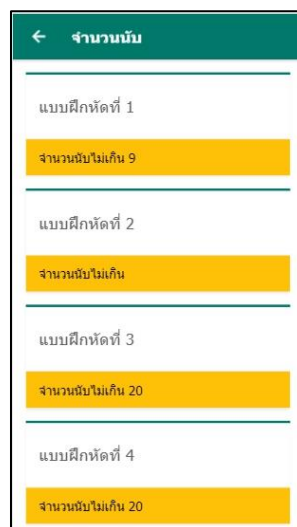 จำนวนนับ
แบบฝึกหัดที่ 1
จำนวนนับไม่เกิน 9
แบบฝึกหัดที่ 2
จำนวนนับไม่เกิน
แบบฝึกหัดที่ 3
จำนวนนับไม่เกิน 20
แบบฝึกหัดที่ 4
จำนวนนับไม่เกิน 20